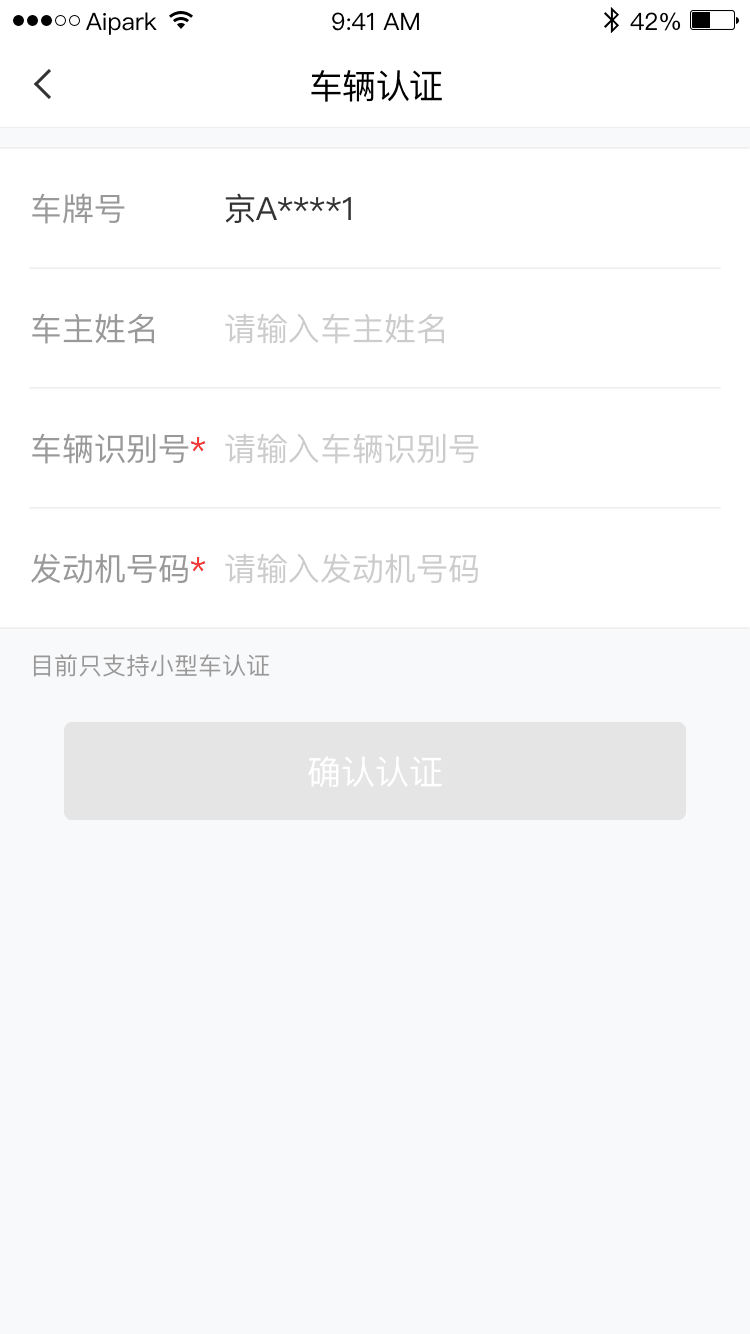 Aipark 9:41 AM 42%
车辆认证
车牌号 京A****1
车主姓名 请输入车主姓名
车辆识别号* 请输入车辆识别号
发动机号码* 请输入发动机号码
目前只支持小型车认证
确认认证